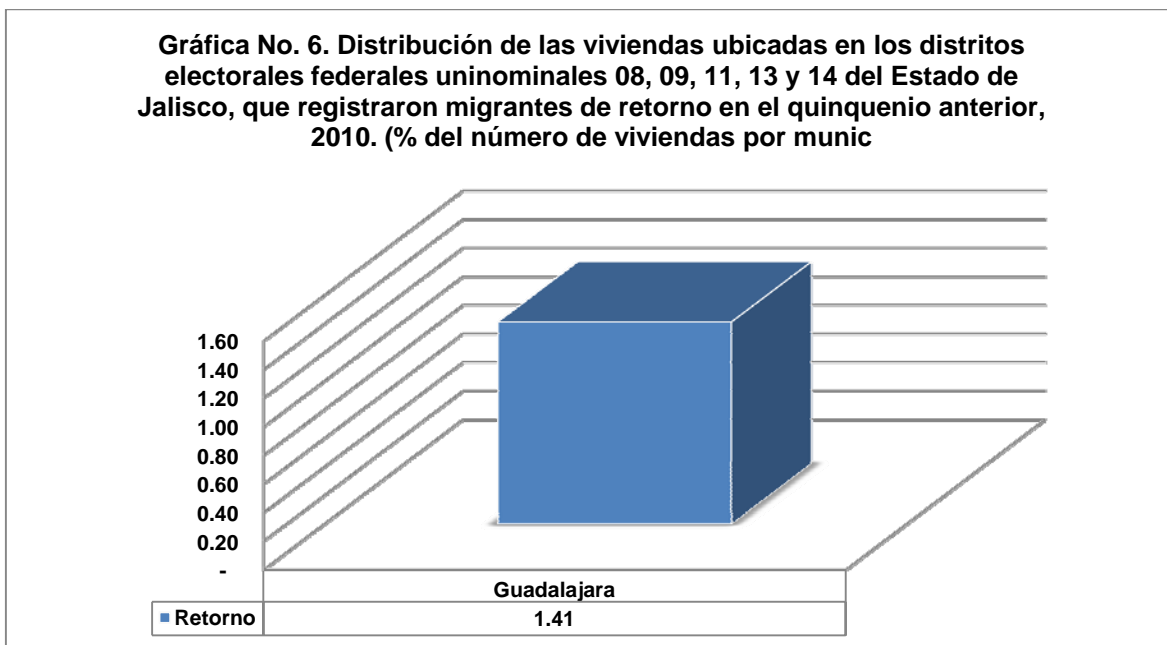 Gráfica No. 6. Distribución de las viviendas ubicadas en los distritos
electorales federales uninominales 08, 09, 11, 13 y 14 del Estado de
Jalisco, que registraron migrantes de retorno en el quinquenio anterior,
2010. (% del número de viviendas por munic
1.60
1.40
1.20
1.00
0.80
0.60
0.40
0.20
-
Guadalajara
Retorno 1.41